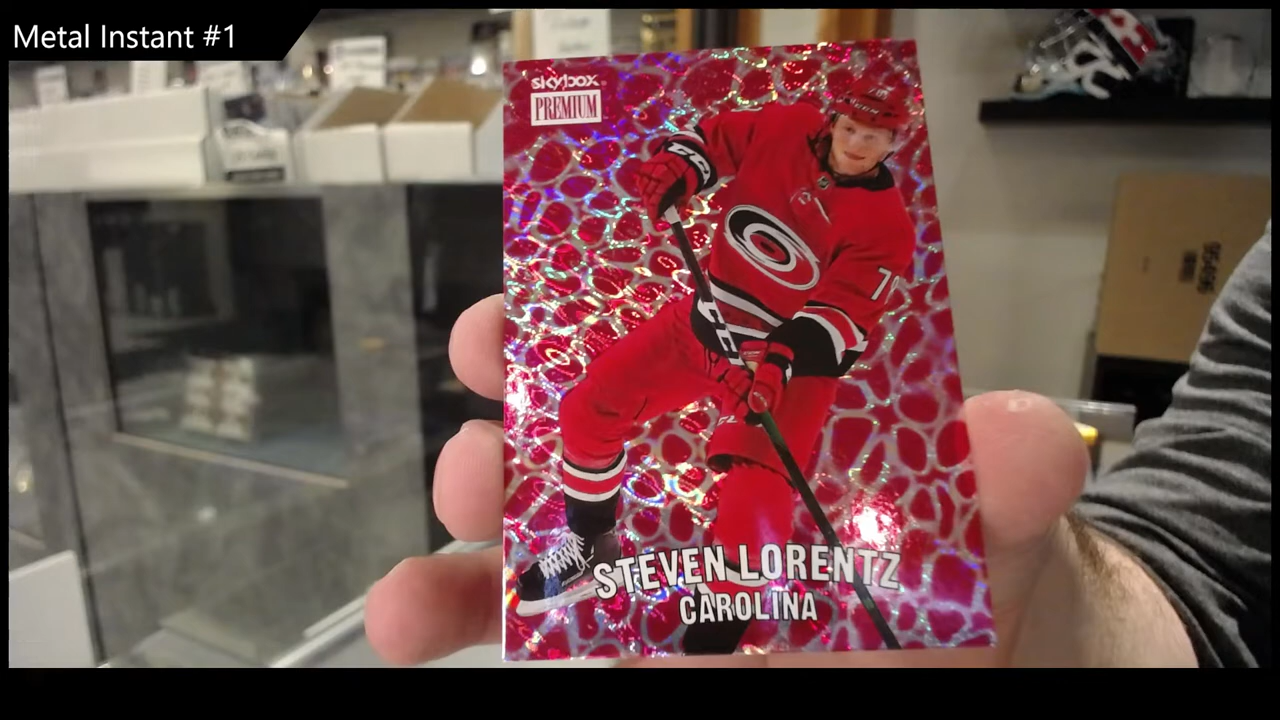 Metal Instant #1
skybox
PREMIUM
STEVEN LORENTZ
CAROLINA